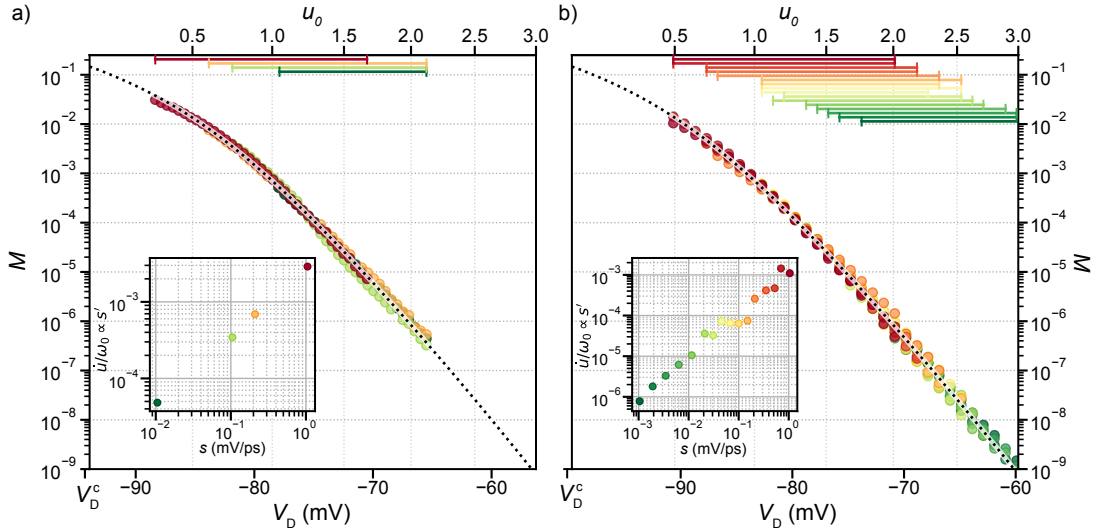 a)
u₀
0.5 1.0 1.5 2.0 2.5 3.0
10⁻¹
10⁻²
10⁻³
10⁻⁴
10⁻⁵
10⁻⁶
10⁻⁷
10⁻⁸
10⁻⁹
M
10⁻³
10⁻⁴
u̇/ω₀ ∝ s′
10⁻² 10⁻¹ 10⁰
s (mV/ps)
V_D^c −90 −80 −70 −60
V_D (mV)
b)
u₀
0.5 1.0 1.5 2.0 2.5 3.0
10⁻¹
10⁻²
10⁻³
10⁻⁴
10⁻⁵
10⁻⁶
10⁻⁷
10⁻⁸
10⁻⁹
M
10⁻³
10⁻⁴
10⁻⁵
10⁻⁶
u̇/ω₀ ∝ s′
10⁻³ 10⁻² 10⁻¹ 10⁰
s (mV/ps)
V_D^c −90 −80 −70 −60
V_D (mV)